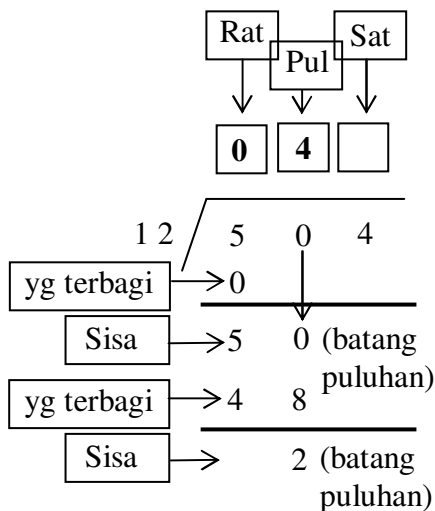 Rat Sat
Pul
0 4
1 2 5 0 4
yg terbagi 0
Sisa 5 0 (batang
puluhan)
yg terbagi 4 8
Sisa 2 (batang
puluhan)